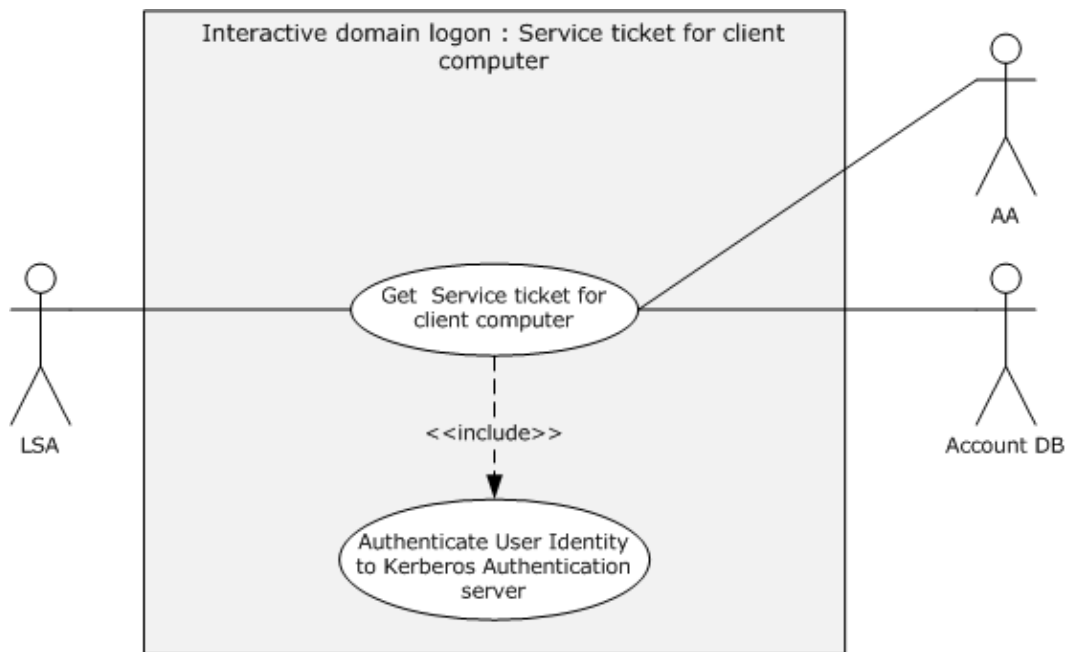 Interactive domain logon : Service ticket for client
computer
AA
Get Service ticket for
client computer
LSA
<<include>>
Account DB
Authenticate User Identity
to Kerberos Authentication
server